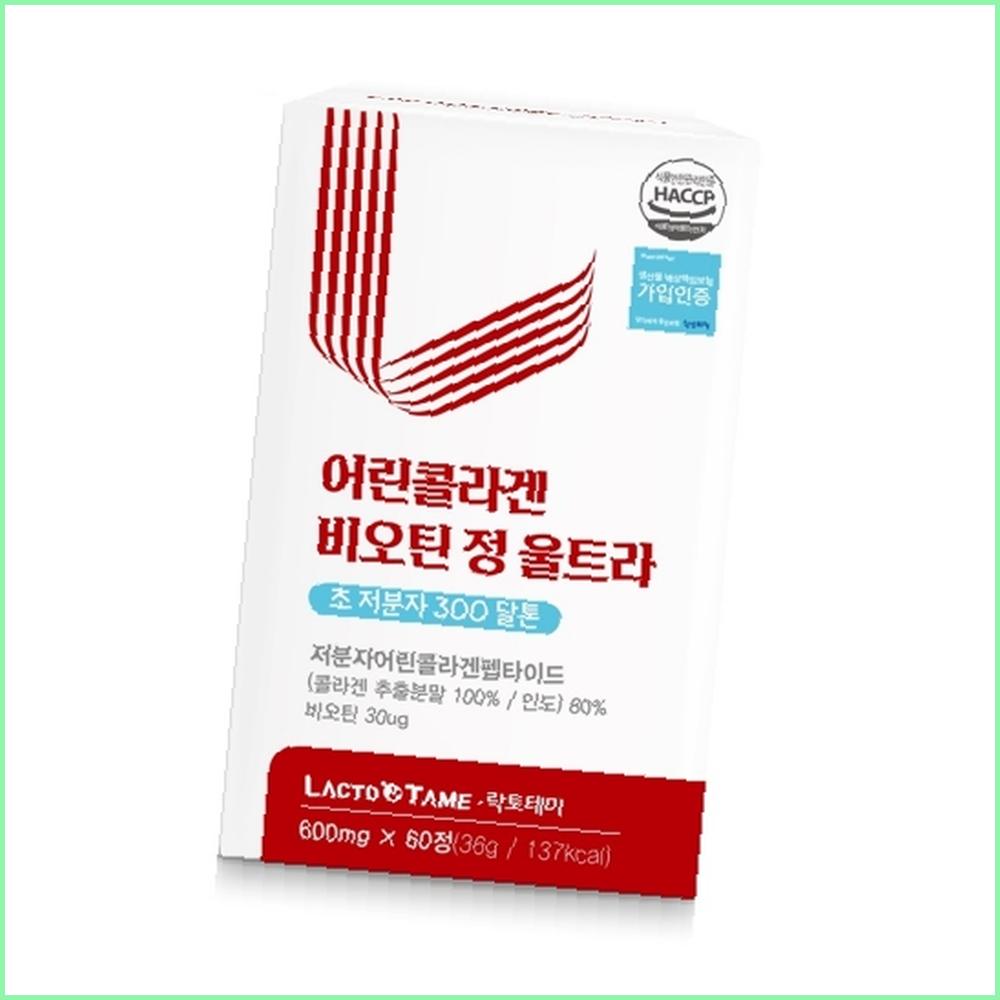 HACCP
가입인증
어린콜라겐
비오틴 정 울트라
초 저분자 300 달톤
저분자어린콜라겐펩타이드
(콜라겐 추출분말 100% / 인도) 80%
비오틴 30ug
LACTO TAME · 락토테미
600mg X 60정(36g / 137kcal)